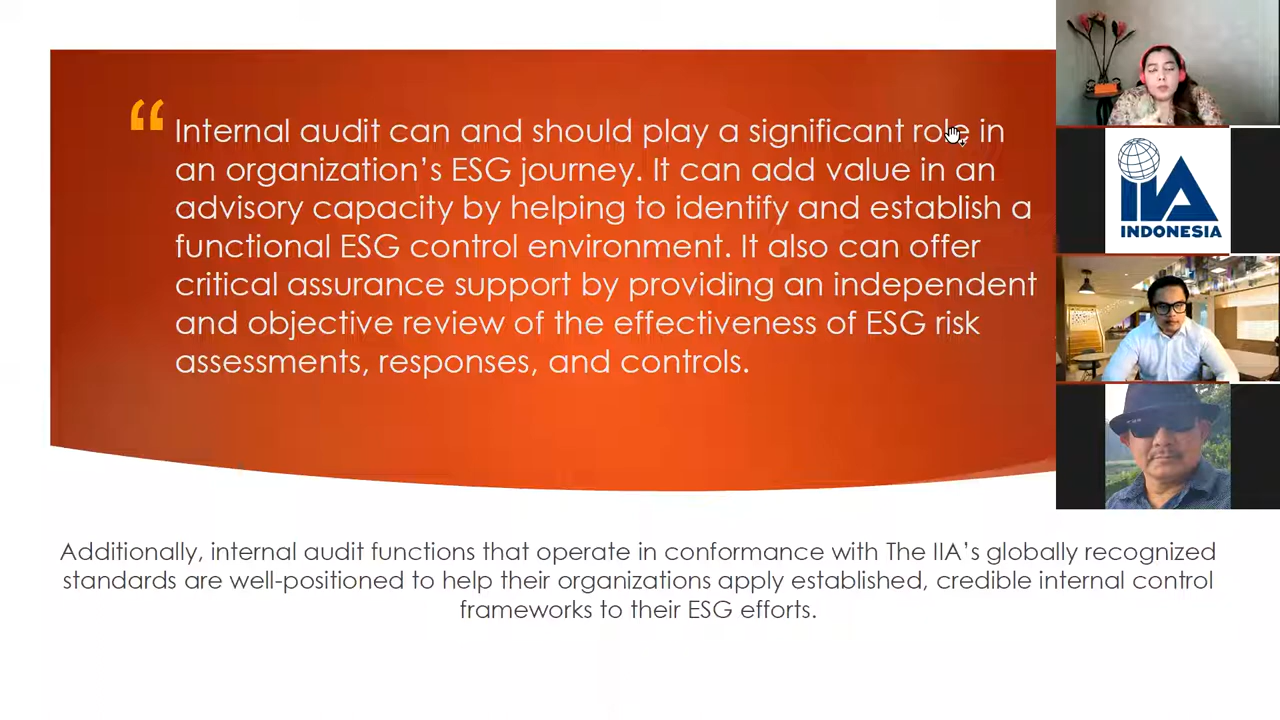 “
Internal audit can and should play a significant role in
an organization’s ESG journey. It can add value in an
advisory capacity by helping to identify and establish a
functional ESG control environment. It also can offer
critical assurance support by providing an independent
and objective review of the effectiveness of ESG risk
assessments, responses, and controls.
Additionally, internal audit functions that operate in conformance with The IIA’s globally recognized
standards are well-positioned to help their organizations apply established, credible internal control
frameworks to their ESG efforts.
IIA
INDONESIA